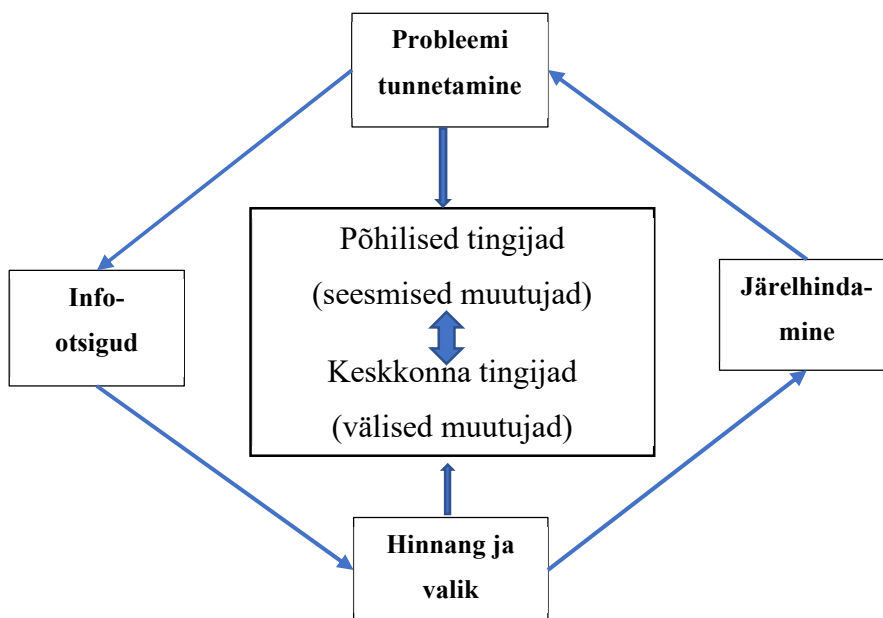 Probleemi
tunnetamine
Põhilised tingijad
(seesmised muutujad)
Keskkonna tingijad
(välised muutujad)
Info-
otsigud
Järelhinda-
mine
Hinnang ja
valik